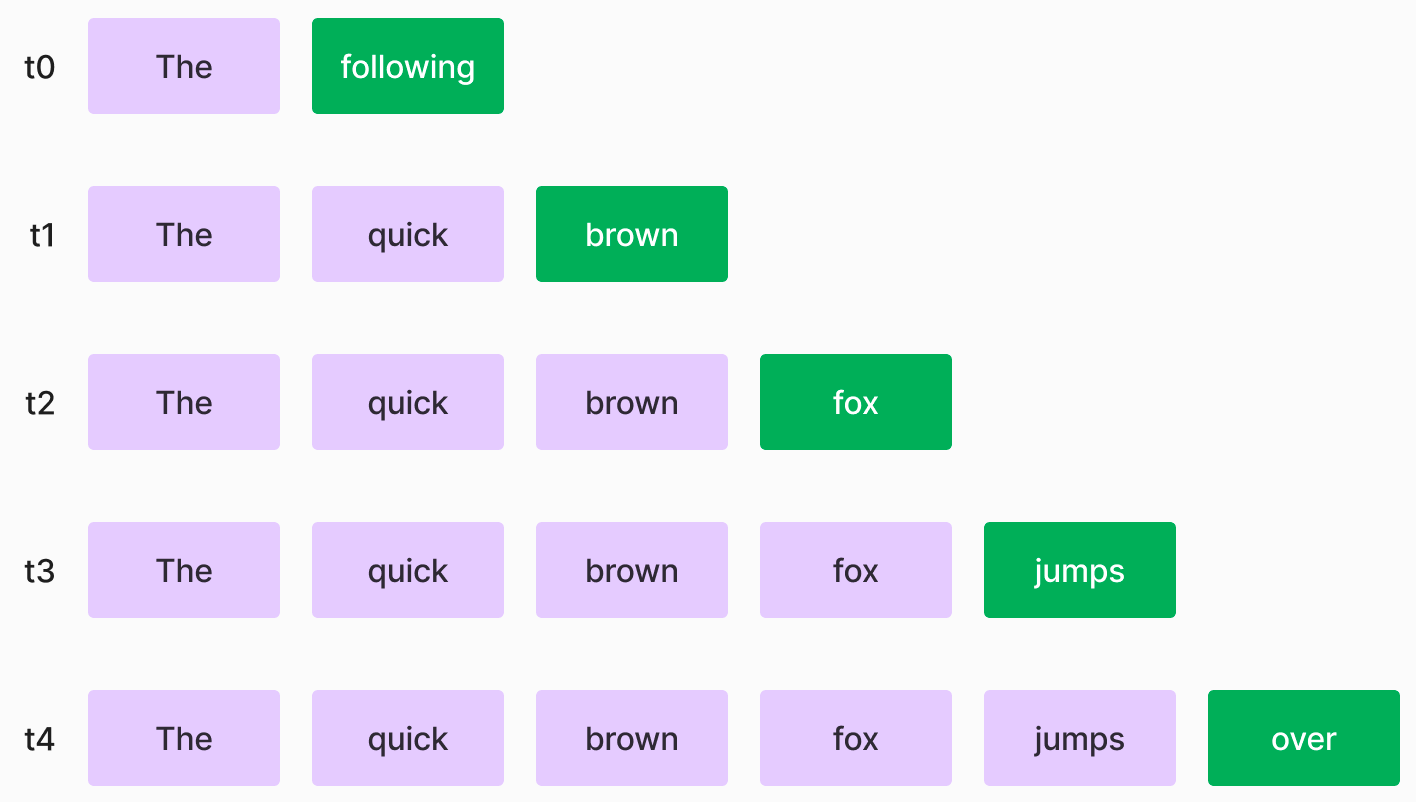 t0 The following
t1 The quick brown
t2 The quick brown fox
t3 The quick brown fox jumps
t4 The quick brown fox jumps over